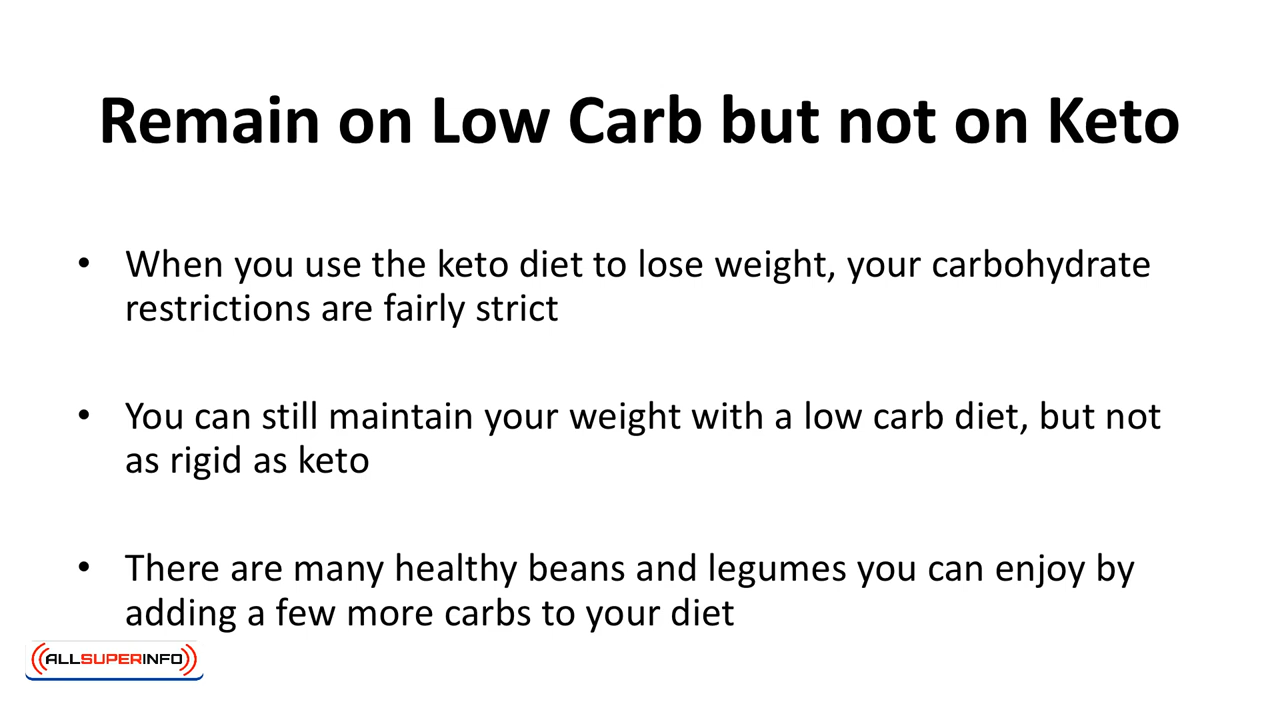 Remain on Low Carb but not on Keto
• When you use the keto diet to lose weight, your carbohydrate
restrictions are fairly strict
• You can still maintain your weight with a low carb diet, but not
as rigid as keto
• There are many healthy beans and legumes you can enjoy by
adding a few more carbs to your diet
ALLSUPERINFO